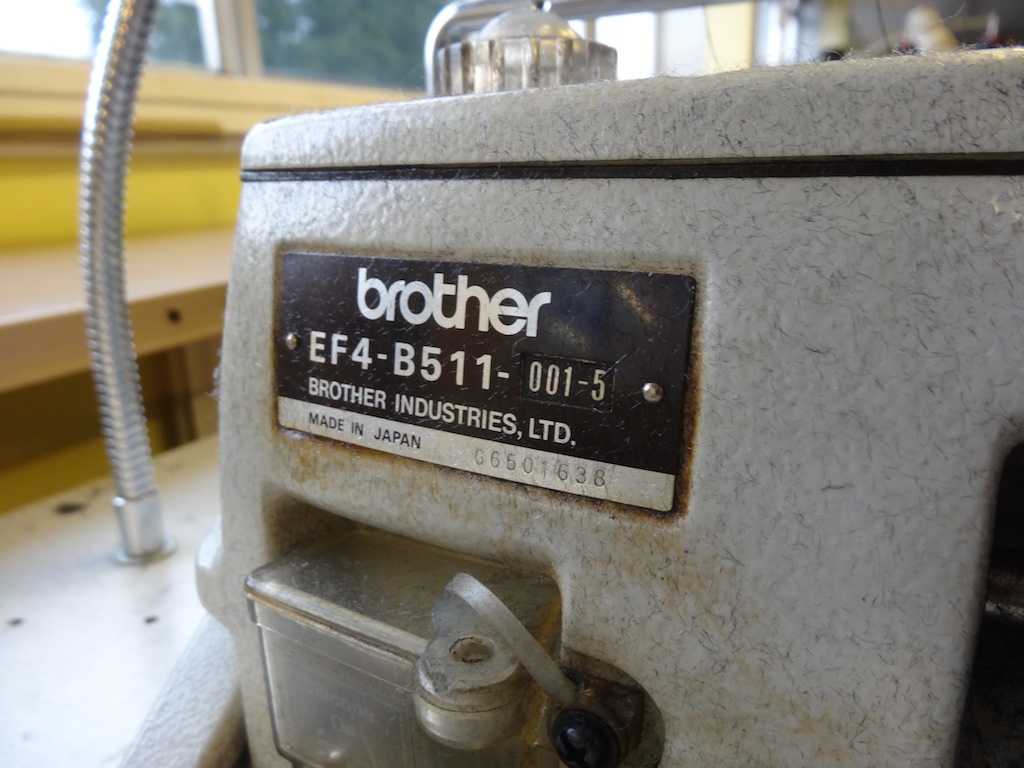 brother
EF4-B511-001-5
BROTHER INDUSTRIES, LTD.
MADE IN JAPAN G6501638